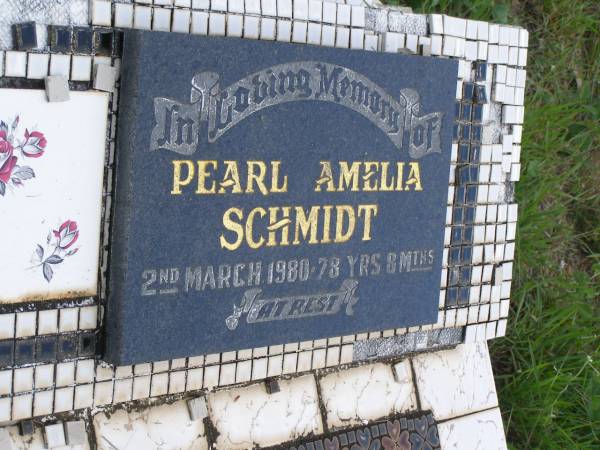 In Loving Memory of
PEARL AMELIA
SCHMIDT
2ND MARCH 1980-78 YRS 8 MTHS
AT REST